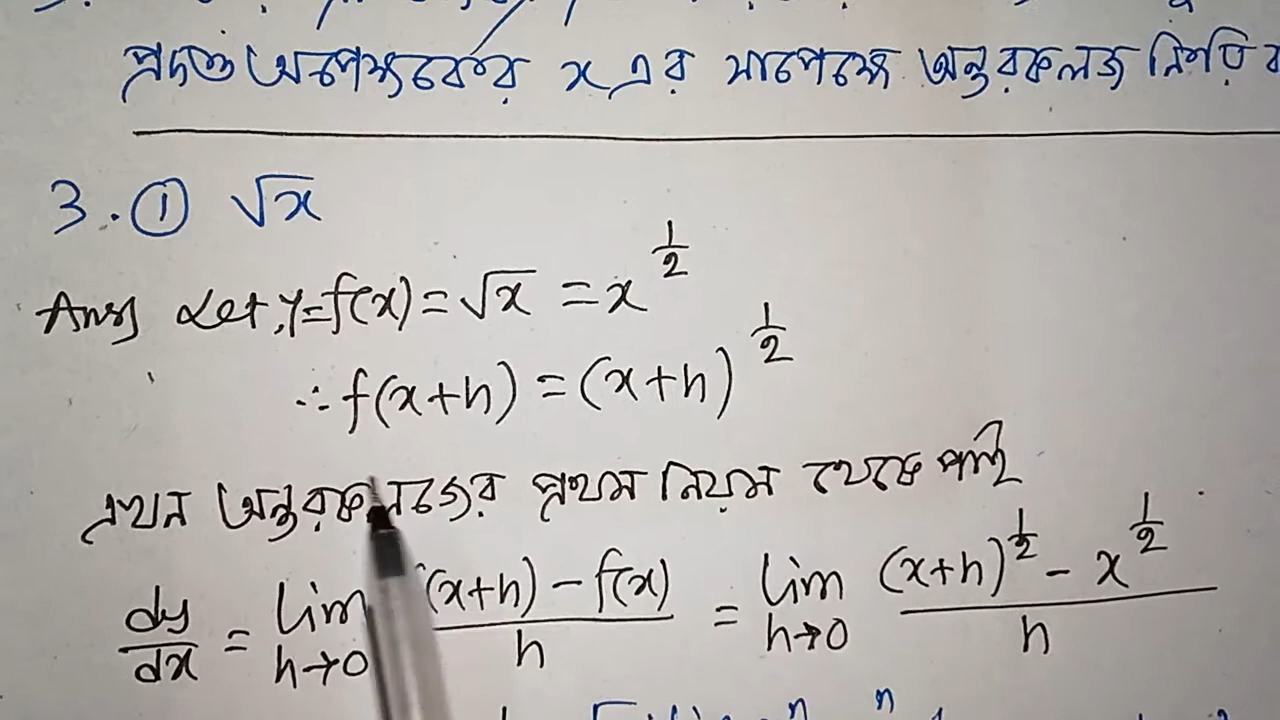 প্রদত্ত অপেক্ষকের x এর সাপেক্ষে অন্তরকলজ নির্ণয়
3. ① √x
Ans Let, y = f(x) = √x = x^(1/2)
∴ f(x+h) = (x+h)^(1/2)
এখন অন্তরকলজের প্রথম নিয়ম থেকে পাই
dy/dx = lim h→0 (x+h) - f(x) / h = lim h→0 (x+h)^(1/2) - x^(1/2) / h